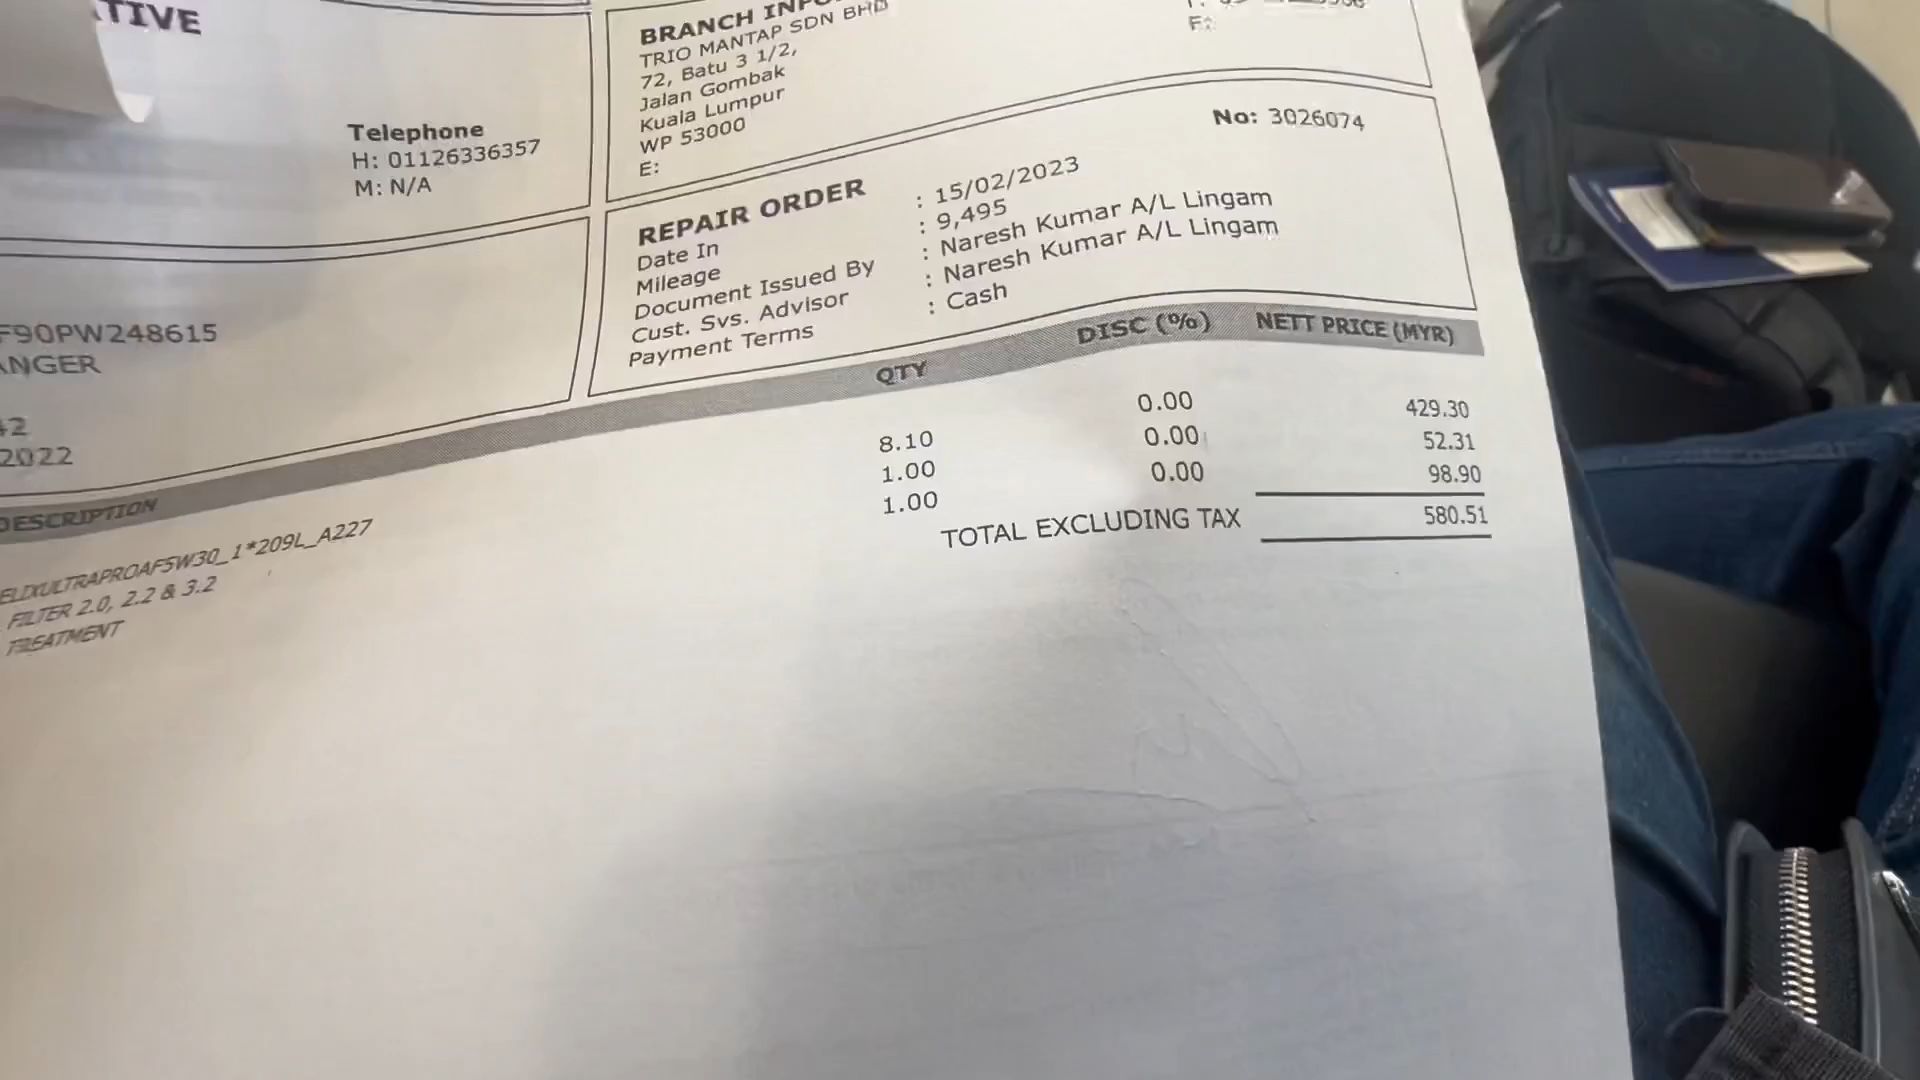 TIVE
Telephone
H: 01126336357
M: N/A
F90PW248615
ANGER
42
2022
BRANCH
TRIO MANTAP SDN BHD
72, Batu 3 1/2,
Jalan Gombak
Kuala Lumpur
WP 53000
E:
F:
No: 3026074
REPAIR ORDER
Date In : 15/02/2023
Mileage : 9,495
Document Issued By : Naresh Kumar A/L Lingam
Cust. Svs. Advisor : Naresh Kumar A/L Lingam
Payment Terms : Cash
DESCRIPTION QTY DISC (%) NETT PRICE (MYR)
ELIXULTRAPROAF5W30_1*209L_A227 8.10 0.00 429.30
FILTER 2.0, 2.2 & 3.2 1.00 0.00 52.31
TREATMENT 1.00 0.00 98.90
TOTAL EXCLUDING TAX 580.51